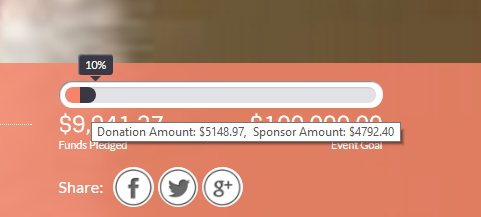 10%
$9,941.37
$100,000.00
Donation Amount: $5148.97, Sponsor Amount: $4792.40
Funds Pledged
Event Goal
Share:
f
g+